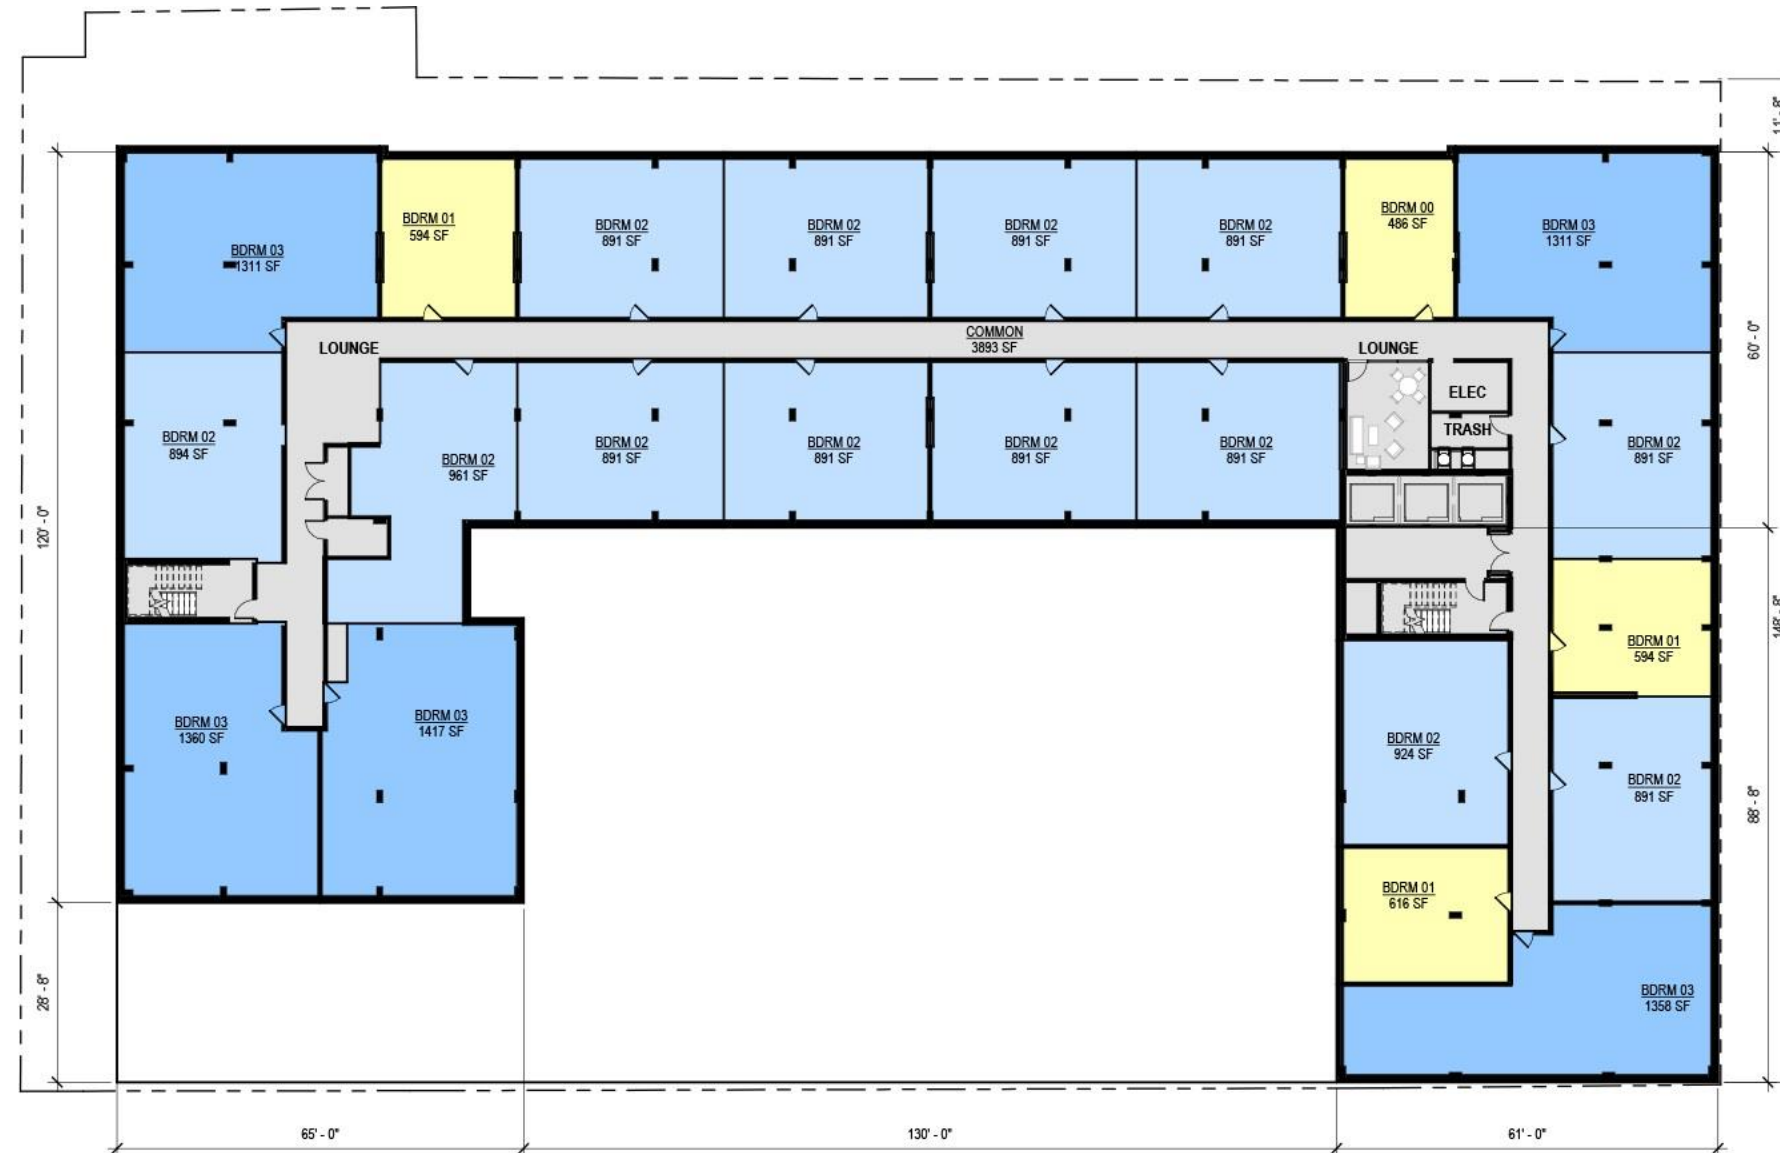 11' - 8"
BDRM 03
1311 SF
BDRM 01
594 SF
BDRM 02
891 SF
BDRM 02
891 SF
BDRM 02
891 SF
BDRM 02
891 SF
BDRM 00
486 SF
BDRM 03
1311 SF
LOUNGE
COMMON
3893 SF
LOUNGE
60' - 0"
ELEC
TRASH
BDRM 02
894 SF
BDRM 02
961 SF
BDRM 02
891 SF
BDRM 02
891 SF
BDRM 02
891 SF
BDRM 02
891 SF
BDRM 02
891 SF
120' - 0"
148' - 8"
BDRM 01
594 SF
BDRM 03
1360 SF
BDRM 03
1417 SF
BDRM 02
924 SF
BDRM 02
891 SF
88' - 8"
BDRM 01
616 SF
28' - 8"
BDRM 03
1358 SF
65' - 0"
130' - 0"
61' - 0"